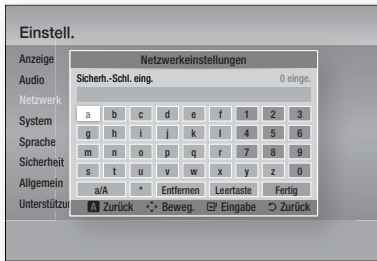 Einstell.
Anzeige
Audio
Netzwerk
System
Sprache
Sicherheit
Allgemein
Unterstützu
Netzwerkeinstellungen
Sicherh.-Schl. eing. 0 einge.
a b c d e f 1 2 3
g h i j k l 4 5 6
m n o p q r 7 8 9
s t u v w x y z 0
a/A * Entfernen Leertaste Fertig
A Zurück Beweg. Eingabe Zurück